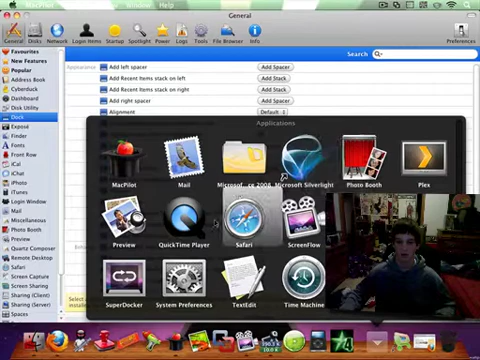 MacPilot Window Help
General
General Disks Network Login Items Startup Spotlight Power Logs Tools File Browser Info Preferences
Favourites
New Features
Popular
Address Book
Cyberduck
Dashboard
Disk Utility
Dock
Exposé
Finder
Fonts
Front Row
iCal
iChat
iPhoto
iTunes
Login Window
Mail
Miscellaneous
Photo Booth
Preview
Quartz Composer
Remote Desktop
Safari
Screen Capture
Screen Sharing
Sharing (Client)
Sharing (Server)
Spaces
Search
Appearance Add left spacer Add Spacer
Add Recent Items stack on left Add Stack
Add Recent Items stack on right Add Stack
Add right spacer Add Spacer
Alignment Default
Applications
MacPilot Mail Microsof...ce 2008 Microsoft Silverlight Photo Booth Plex
Preview QuickTime Player Safari ScreenFlow
SuperDocker System Preferences TextEdit Time Machine